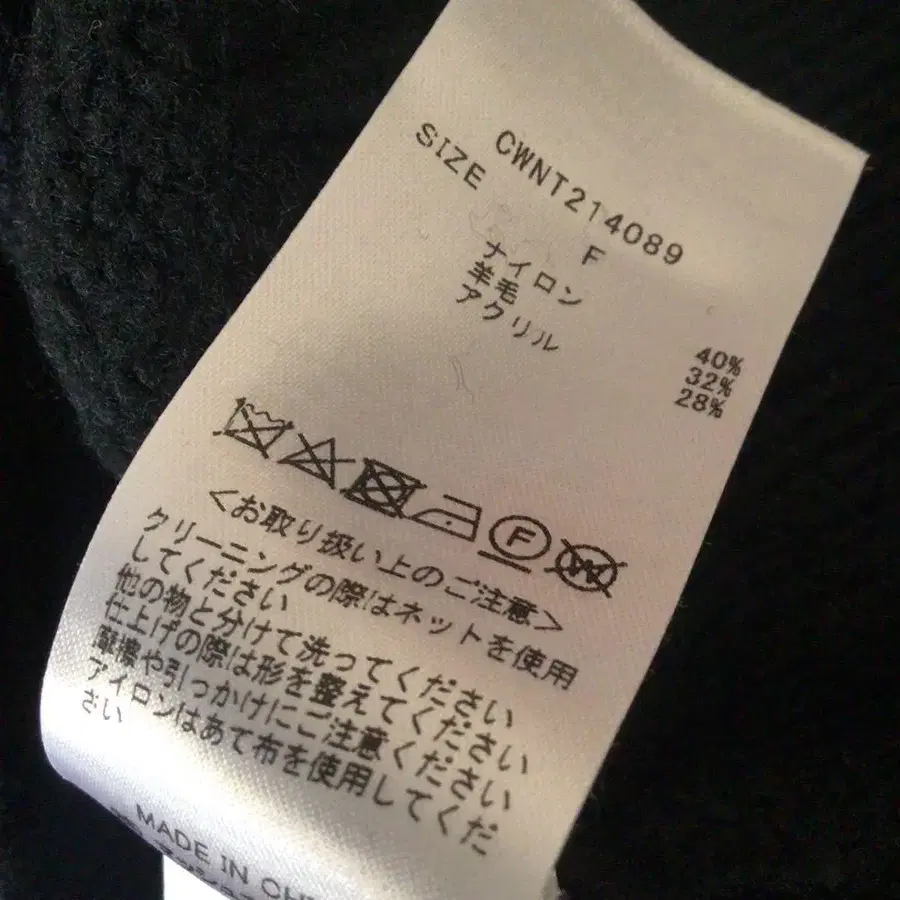 CWNT214089
SIZE F
ナイロン 40%
羊毛 32%
アクリル 28%
F
W
<お取り扱い上のご注意>
クリーニングの際はネットを使用
してください
他の物と分けて洗ってください
仕上げの際は形を整えてください
摩擦や引っかけにご注意ください
アイロンはあて布を使用してくだ
さい
MADE IN